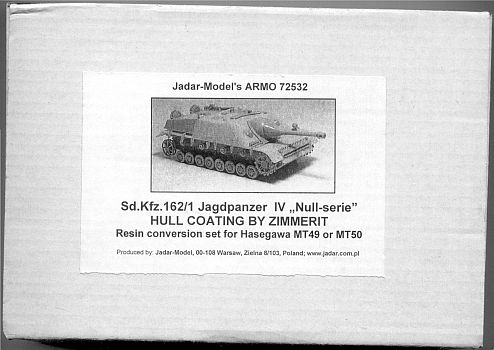 Jadar-Model's ARMO 72532
Sd.Kfz.162/1 Jagdpanzer IV „Null-serie”
HULL COATING BY ZIMMERIT
Resin conversion set for Hasegawa MT49 or MT50
Produced by: Jadar-Model, 00-108 Warsaw, Zielna 8/103, Poland; www.jadar.com.pl